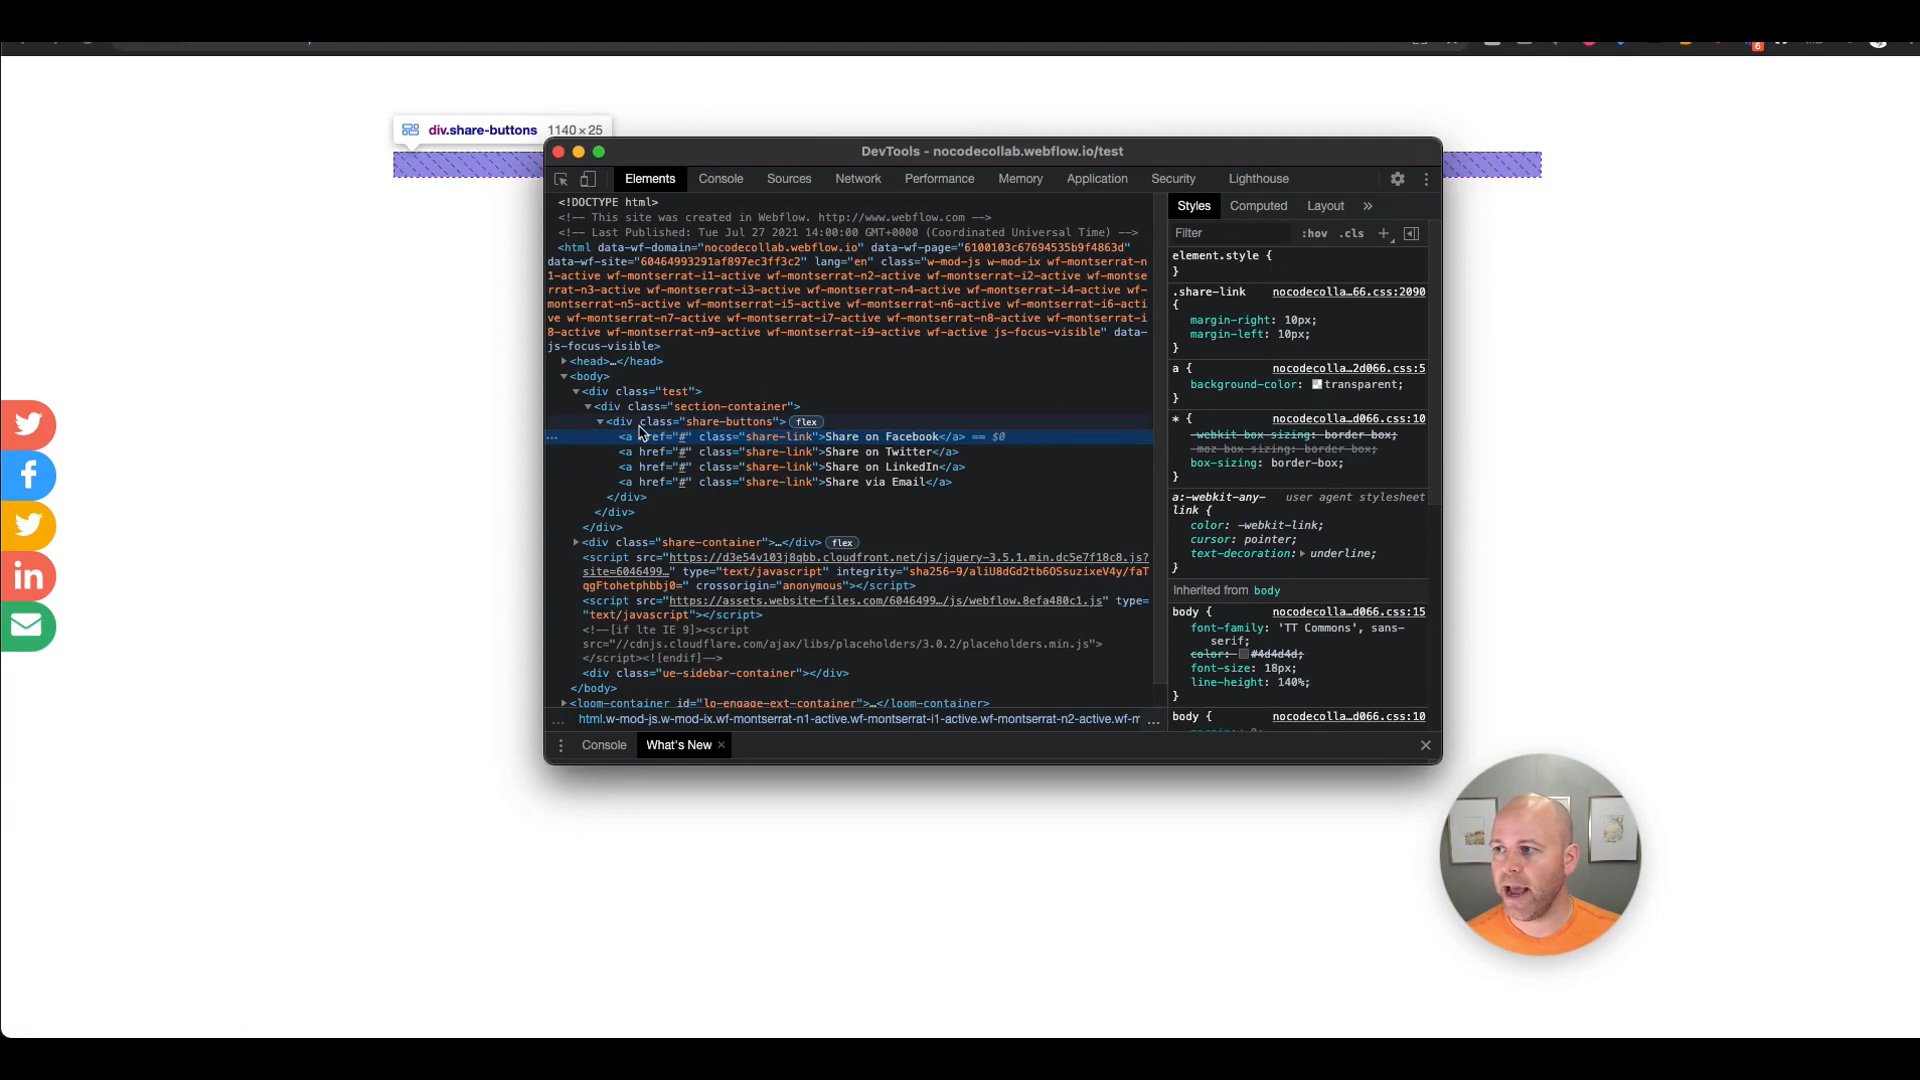 6
div.share-buttons 1140 × 25
DevTools - nocodecollab.webflow.io/test
Elements Console Sources Network Performance Memory Application Security Lighthouse
<!DOCTYPE html>
<!-- This site was created in Webflow. http://www.webflow.com -->
<!-- Last Published: Tue Jul 27 2021 14:00:00 GMT+0000 (Coordinated Universal Time) -->
<html data-wf-domain="nocodecollab.webflow.io" data-wf-page="6100103c67694535b9f4863d"
data-wf-site="60464993291af897ec3ff3c2" lang="en" class="w-mod-js w-mod-ix wf-montserrat-n
1-active wf-montserrat-i1-active wf-montserrat-n2-active wf-montserrat-i2-active wf-montse
rrat-n3-active wf-montserrat-i3-active wf-montserrat-n4-active wf-montserrat-i4-active wf-
montserrat-n5-active wf-montserrat-i5-active wf-montserrat-n6-active wf-montserrat-i6-acti
ve wf-montserrat-n7-active wf-montserrat-i7-active wf-montserrat-n8-active wf-montserrat-i
8-active wf-montserrat-n9-active wf-montserrat-i9-active wf-active js-focus-visible" data-
js-focus-visible>
<head>…</head>
<body>
<div class="test">
<div class="section-container">
<div class="share-buttons"> flex
<a href="#" class="share-link">Share on Facebook</a> == $0
<a href="#" class="share-link">Share on Twitter</a>
<a href="#" class="share-link">Share on LinkedIn</a>
<a href="#" class="share-link">Share via Email</a>
</div>
</div>
</div>
<div class="share-container">…</div> flex
<script src="https://d3e54v103j8qbb.cloudfront.net/js/jquery-3.5.1.min.dc5e7f18c8.js?
site=6046499…" type="text/javascript" integrity="sha256-9/aliU8dGd2tb6OSsuzixeV4y/faT
qgFtohetphbbj0=" crossorigin="anonymous"></script>
<script src="https://assets.website-files.com/6046499…/js/webflow.8efa480c1.js" type=
"text/javascript"></script>
<!--[if lte IE 9]><script
src="//cdnjs.cloudflare.com/ajax/libs/placeholders/3.0.2/placeholders.min.js">
</script><![endif]-->
<div class="ue-sidebar-container"></div>
</body>
<loom-container id="lo-engage-ext-container">…</loom-container>
… html.w-mod-js.w-mod-ix.wf-montserrat-n1-active.wf-montserrat-i1-active.wf-montserrat-n2-active.wf-m …
Console What's New ×
Styles Computed Layout »
Filter :hov .cls +
element.style {
}
.share-link nocodecolla…66.css:2090
{
margin-right: 10px;
margin-left: 10px;
}
a { nocodecolla…2d066.css:5
background-color: transparent;
}
* { nocodecolla…d066.css:10
-webkit-box-sizing: border-box;
-moz-box-sizing: border-box;
box-sizing: border-box;
}
a:-webkit-any- user agent stylesheet
link {
color: -webkit-link;
cursor: pointer;
text-decoration: underline;
}
Inherited from body
body { nocodecolla…d066.css:15
font-family: 'TT Commons', sans-
serif;
color: #4d4d4d;
font-size: 18px;
line-height: 140%;
}
body { nocodecolla…d066.css:10